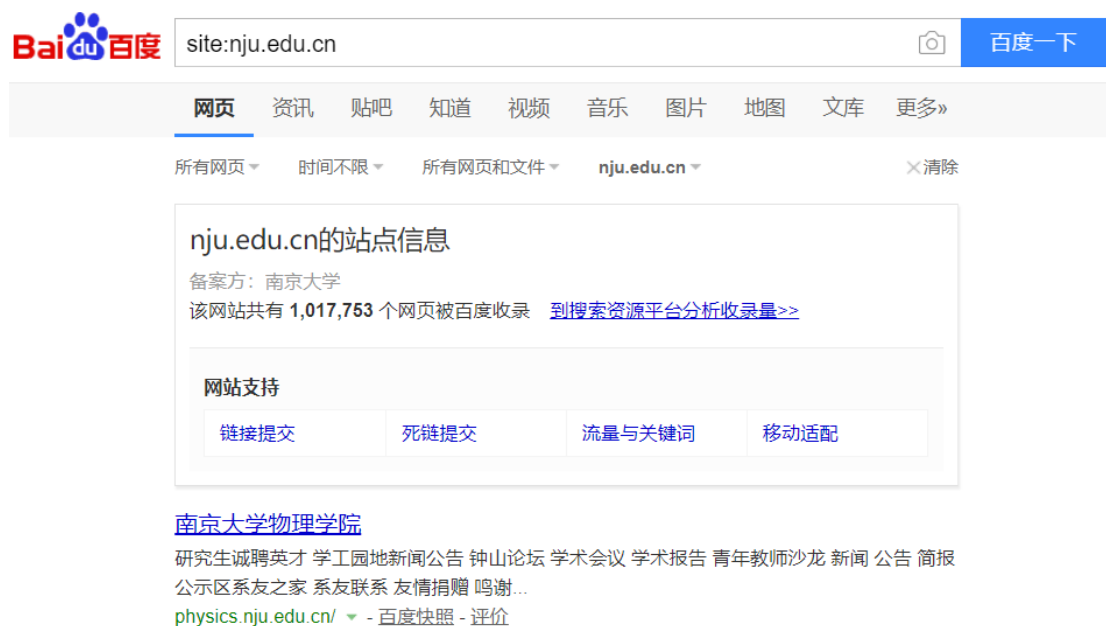 Bai du 百度 site:nju.edu.cn 百度一下
网页 资讯 贴吧 知道 视频 音乐 图片 地图 文库 更多»
所有网页 时间不限 所有网页和文件 nju.edu.cn ×清除
nju.edu.cn的站点信息
备案方：南京大学
该网站共有 1,017,753 个网页被百度收录 到搜索资源平台分析收录量>>
网站支持
链接提交 死链提交 流量与关键词 移动适配
南京大学物理学院
研究生诚聘英才 学工园地新闻公告 钟山论坛 学术会议 学术报告 青年教师沙龙 新闻 公告 简报
公示区系友之家 系友联系 友情捐赠 鸣谢...
physics.nju.edu.cn/ - 百度快照 - 评价